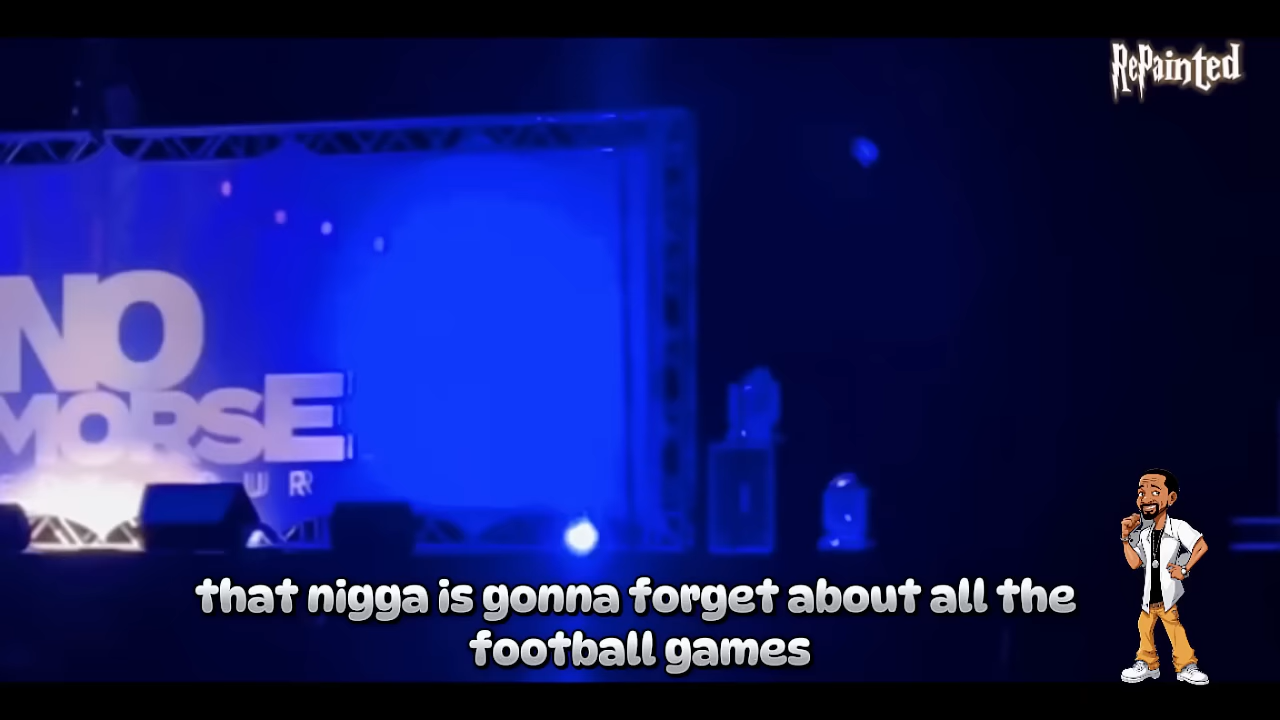 RePainted
NO
MORSE
UR
that nigga is gonna forget about all the
football games